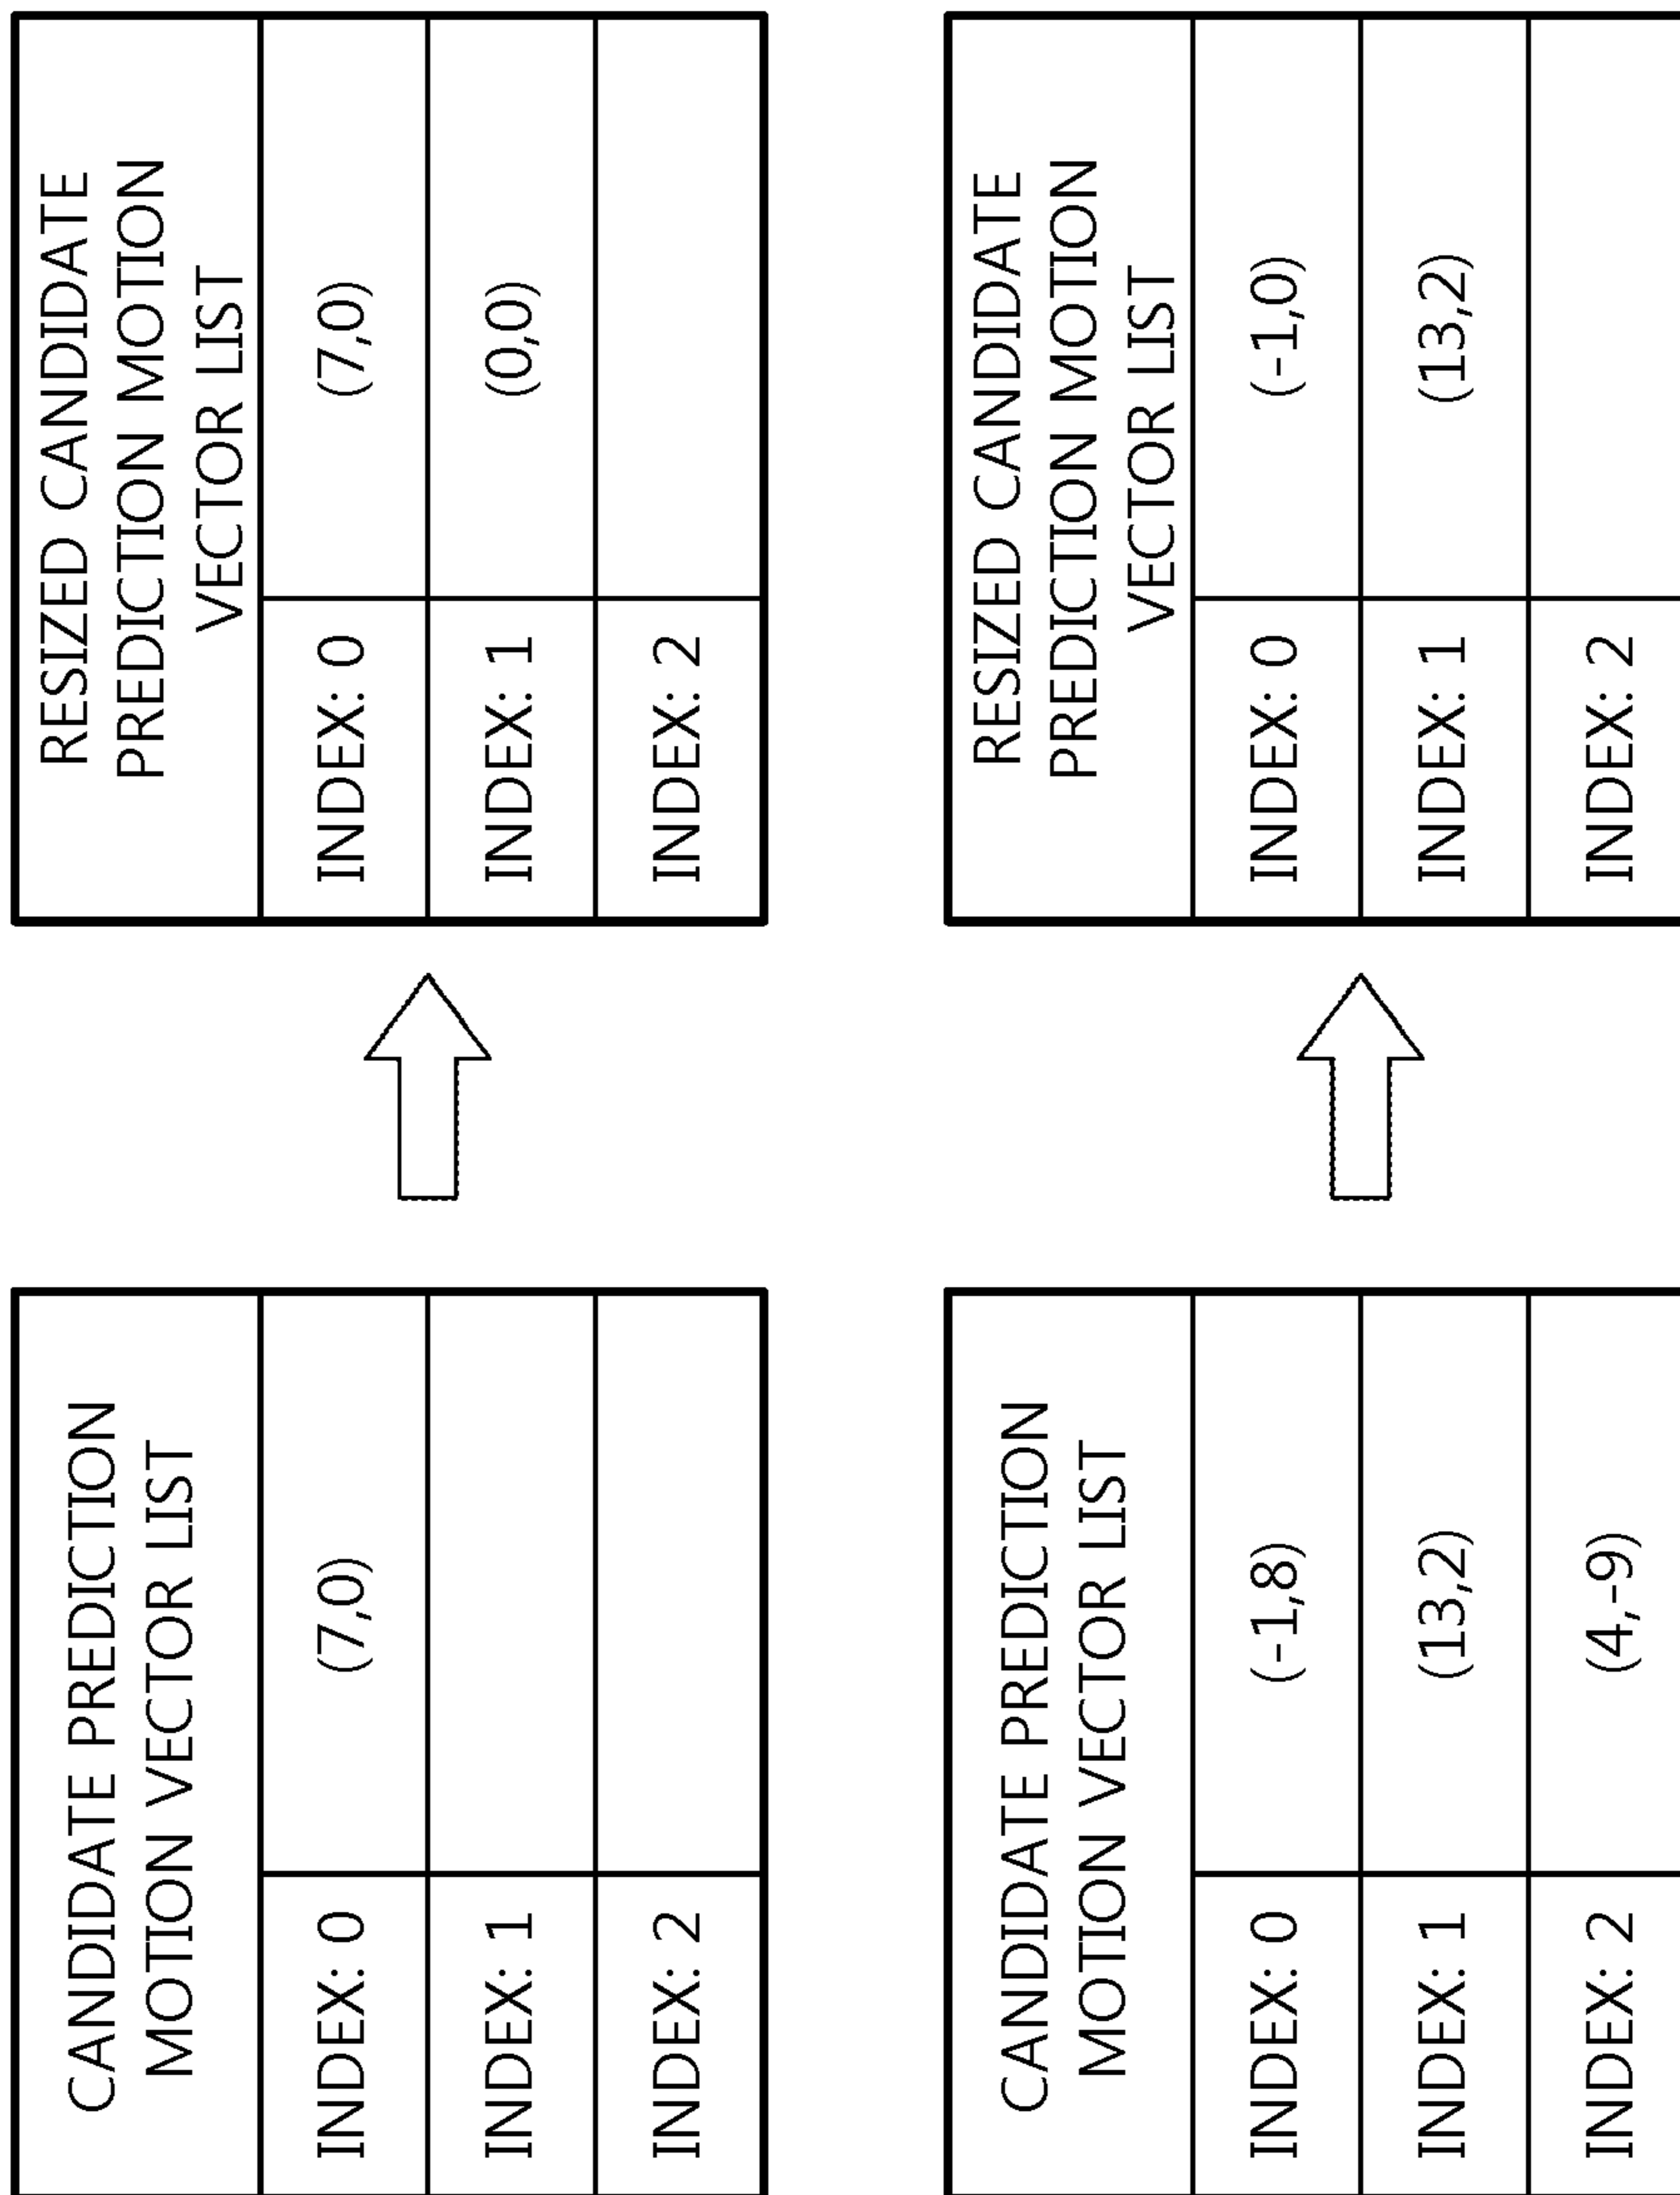 CANDIDATE PREDICTION
MOTION VECTOR LIST
INDEX: 0 (7,0)
INDEX: 1
INDEX: 2
RESIZED CANDIDATE
PREDICTION MOTION
VECTOR LIST
INDEX: 0 (7,0)
INDEX: 1 (0,0)
INDEX: 2
CANDIDATE PREDICTION
MOTION VECTOR LIST
INDEX: 0 (-1,8)
INDEX: 1 (13,2)
INDEX: 2 (4,-9)
RESIZED CANDIDATE
PREDICTION MOTION
VECTOR LIST
INDEX: 0 (-1,0)
INDEX: 1 (13,2)
INDEX: 2